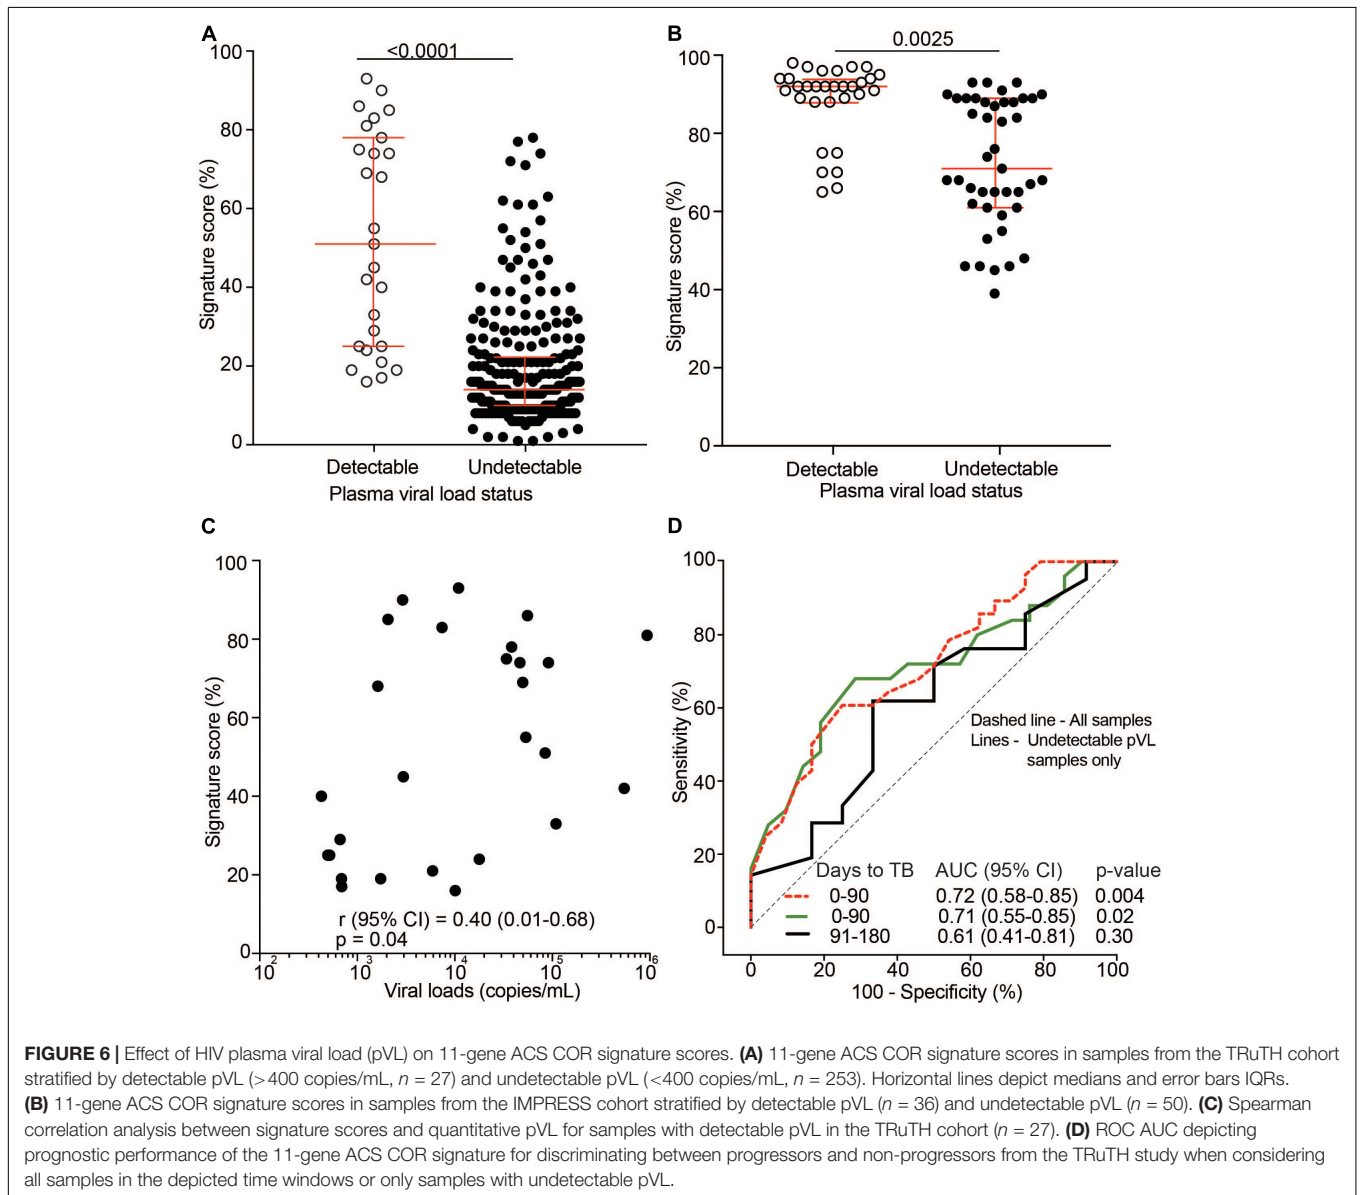 A
100
80
60
40
20
0
Signature score (%)
<0.0001
Detectable
Undetectable
Plasma viral load status
B
100
80
60
40
20
0
Signature score (%)
0.0025
Detectable
Undetectable
Plasma viral load status
C
100
80
60
40
20
0
Signature score (%)
r (95% CI) = 0.40 (0.01-0.68)
p = 0.04
10² 10³ 10⁴ 10⁵ 10⁶
Viral loads (copies/mL)
D
100
80
60
40
20
0
Sensitivity (%)
Dashed line - All samples
Lines - Undetectable pVL
samples only
Days to TB AUC (95% CI) p-value
0-90 0.72 (0.58-0.85) 0.004
0-90 0.71 (0.55-0.85) 0.02
91-180 0.61 (0.41-0.81) 0.30
0 20 40 60 80 100
100 - Specificity (%)
FIGURE 6 | Effect of HIV plasma viral load (pVL) on 11-gene ACS COR signature scores. (A) 11-gene ACS COR signature scores in samples from the TRuTH cohort
stratified by detectable pVL (>400 copies/mL, n = 27) and undetectable pVL (<400 copies/mL, n = 253). Horizontal lines depict medians and error bars IQRs.
(B) 11-gene ACS COR signature scores in samples from the IMPRESS cohort stratified by detectable pVL (n = 36) and undetectable pVL (n = 50). (C) Spearman
correlation analysis between signature scores and quantitative pVL for samples with detectable pVL in the TRuTH cohort (n = 27). (D) ROC AUC depicting
prognostic performance of the 11-gene ACS COR signature for discriminating between progressors and non-progressors from the TRuTH study when considering
all samples in the depicted time windows or only samples with undetectable pVL.